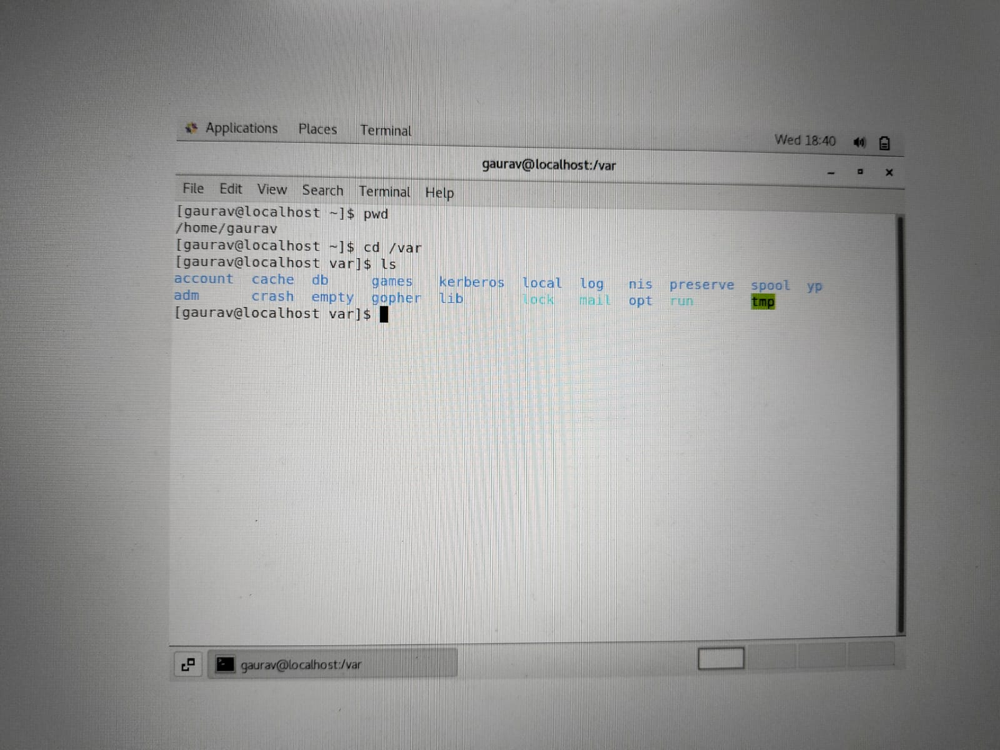 Applications Places Terminal
Wed 18:40
gaurav@localhost:/var
File Edit View Search Terminal Help
[gaurav@localhost ~]$ pwd
/home/gaurav
[gaurav@localhost ~]$ cd /var
[gaurav@localhost var]$ ls
account cache db games kerberos local log nis preserve spool yp
adm crash empty gopher lib lock mail opt run tmp
[gaurav@localhost var]$
gaurav@localhost:/var